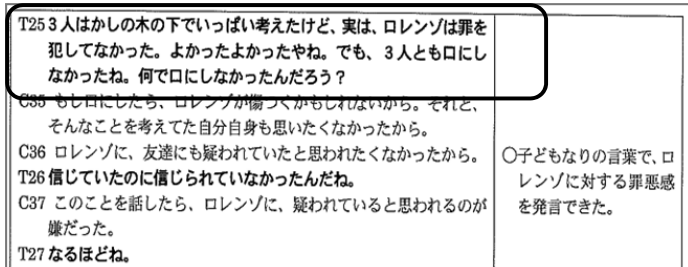 T25 3人はかしの木の下でいっぱい考えたけど、実は、ロレンゾは罪を
犯してなかった。よかったよかったやね。でも、3人とも口にし
なかったね。何で口にしなかったんだろう？
C35 もし口にしたら、ロレンゾが傷つくかもしれないから。それと、
そんなことを考えてた自分自身も思いたくなかったから。
C36 ロレンゾに、友達にも疑われていたと思われたくなかったから。
T26 信じていたのに信じられていなかったんだね。
C37 このことを話したら、ロレンゾに、疑われていると思われるのが
嫌だった。
T27 なるほどね。
○子どもなりの言葉で、ロ
レンゾに対する罪悪感
を発言できた。